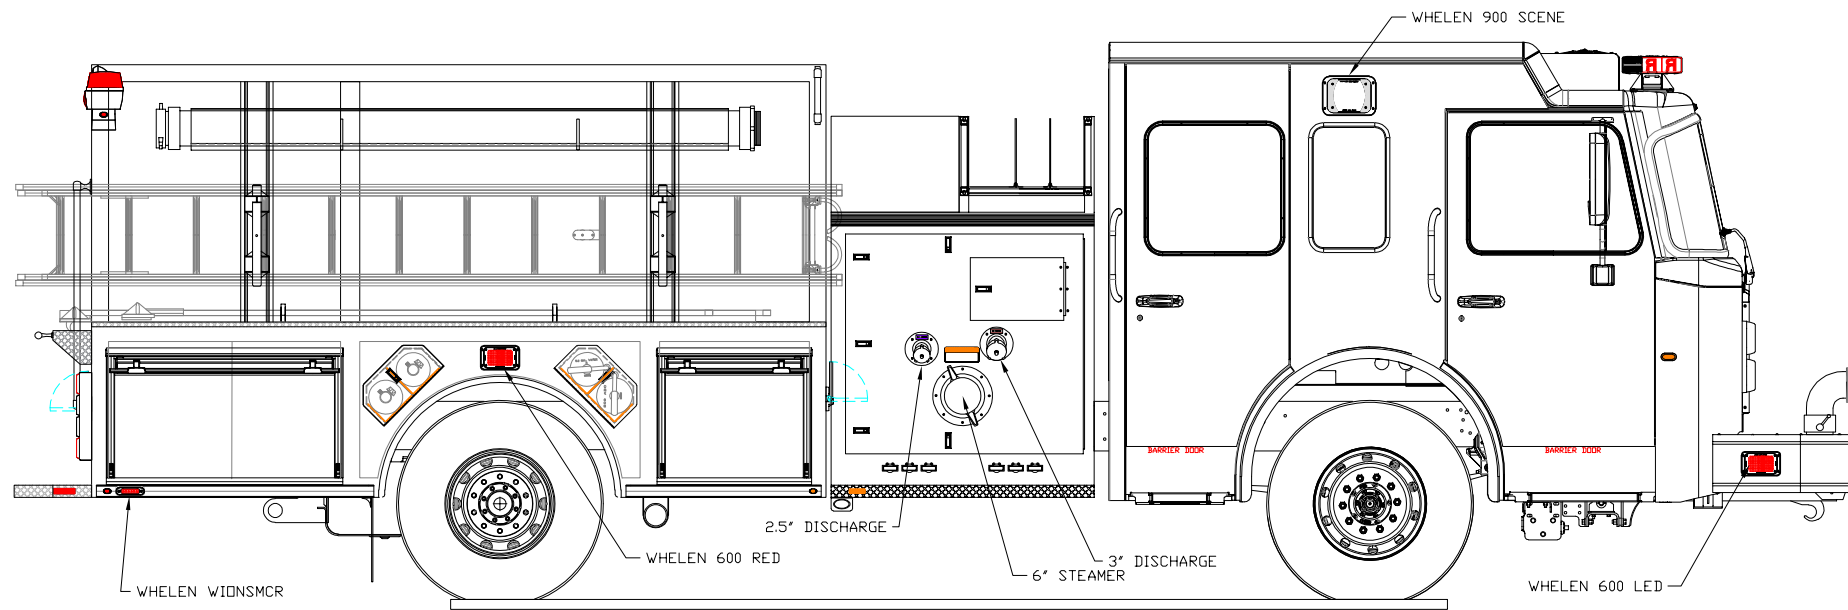 WHELEN 900 SCENE
BARRIER DOOR
BARRIER DOOR
2.5" DISCHARGE
3" DISCHARGE
6" STEAMER
WHELEN 600 RED
WHELEN 600 LED
WHELEN WIONSMCR